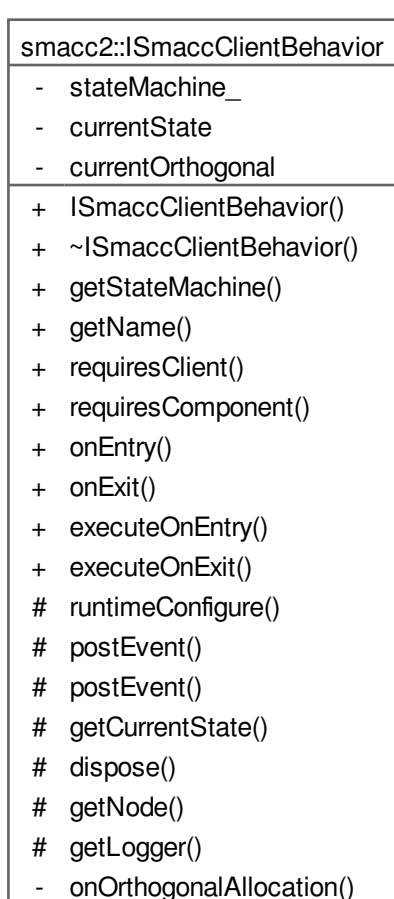 smacc2::ISmaccClientBehavior
- stateMachine_
- currentState
- currentOrthogonal
+ ISmaccClientBehavior()
+ ~ISmaccClientBehavior()
+ getStateMachine()
+ getName()
+ requiresClient()
+ requiresComponent()
+ onEntry()
+ onExit()
+ executeOnEntry()
+ executeOnExit()
# runtimeConfigure()
# postEvent()
# postEvent()
# getCurrentState()
# dispose()
# getNode()
# getLogger()
- onOrthogonalAllocation()